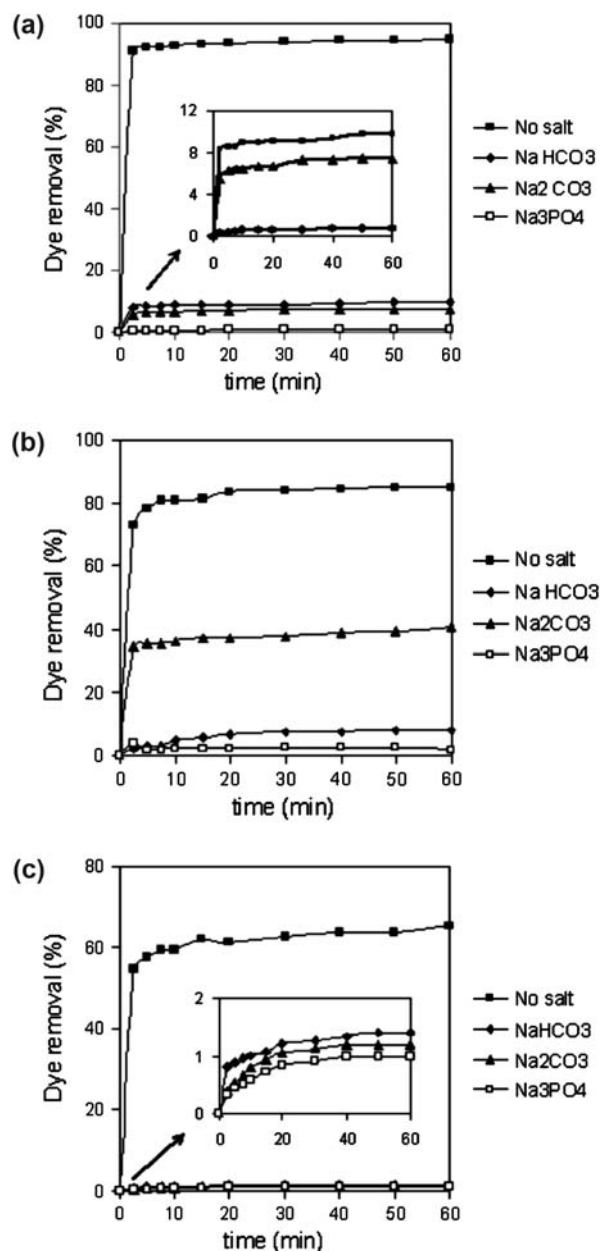 (a)
100
80
60
40
20
0
Dye removal (%)
12
8
4
0
0 20 40 60
0 10 20 30 40 50 60
time (min)
No salt
Na HCO3
Na2 CO3
Na3PO4
(b)
100
80
60
40
20
0
Dye removal (%)
0 10 20 30 40 50 60
time (min)
No salt
Na HCO3
Na2CO3
Na3PO4
(c)
80
60
40
20
0
Dye removal (%)
2
1
0
0 20 40 60
0 10 20 30 40 50 60
time (min)
No salt
NaHCO3
Na2CO3
Na3PO4